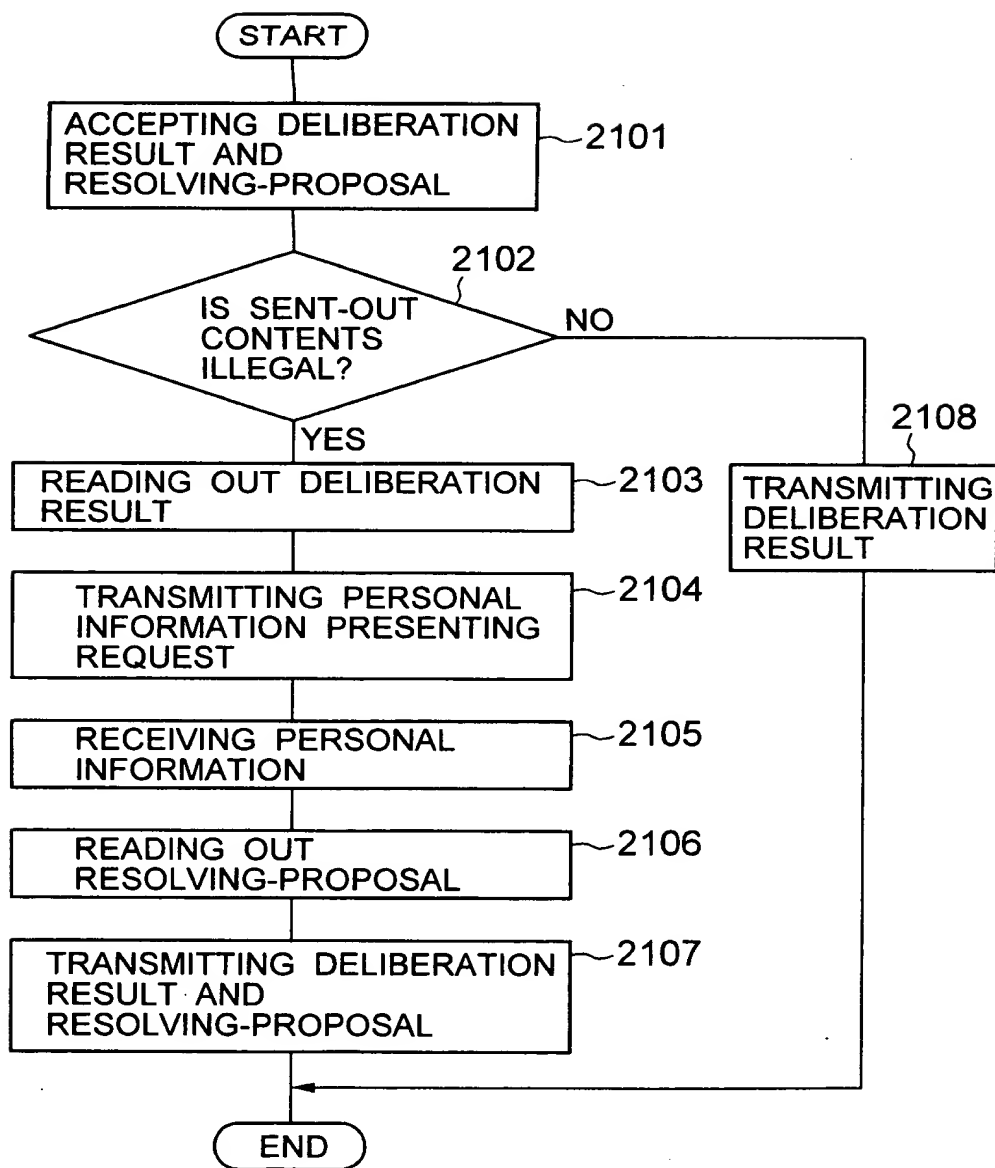 START
ACCEPTING DELIBERATION
RESULT AND
RESOLVING-PROPOSAL
2101
2102
IS SENT-OUT
CONTENTS
ILLEGAL?
NO
YES
2108
TRANSMITTING
DELIBERATION
RESULT
READING OUT DELIBERATION
RESULT
2103
TRANSMITTING PERSONAL
INFORMATION PRESENTING
REQUEST
2104
RECEIVING PERSONAL
INFORMATION
2105
READING OUT
RESOLVING-PROPOSAL
2106
TRANSMITTING DELIBERATION
RESULT AND
RESOLVING-PROPOSAL
2107
END